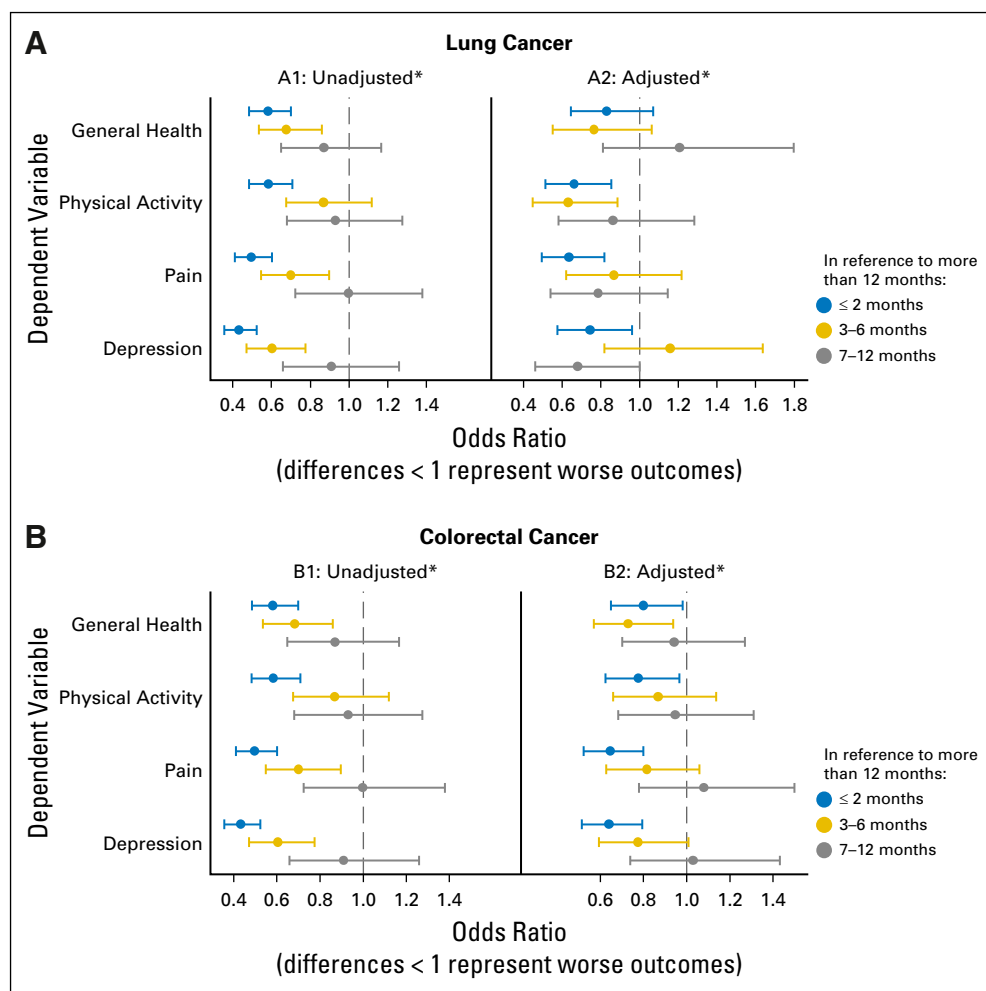 A
Lung Cancer
A1: Unadjusted*
A2: Adjusted*
Dependent Variable
General Health
Physical Activity
Pain
Depression
0.4 0.6 0.8 1.0 1.2 1.4
0.4 0.6 0.8 1.0 1.2 1.4 1.6 1.8
Odds Ratio
(differences < 1 represent worse outcomes)
In reference to more
than 12 months:
≤ 2 months
3–6 months
7–12 months
B
Colorectal Cancer
B1: Unadjusted*
B2: Adjusted*
Dependent Variable
General Health
Physical Activity
Pain
Depression
0.4 0.6 0.8 1.0 1.2 1.4
0.6 0.8 1.0 1.2 1.4
Odds Ratio
(differences < 1 represent worse outcomes)
In reference to more
than 12 months:
≤ 2 months
3–6 months
7–12 months